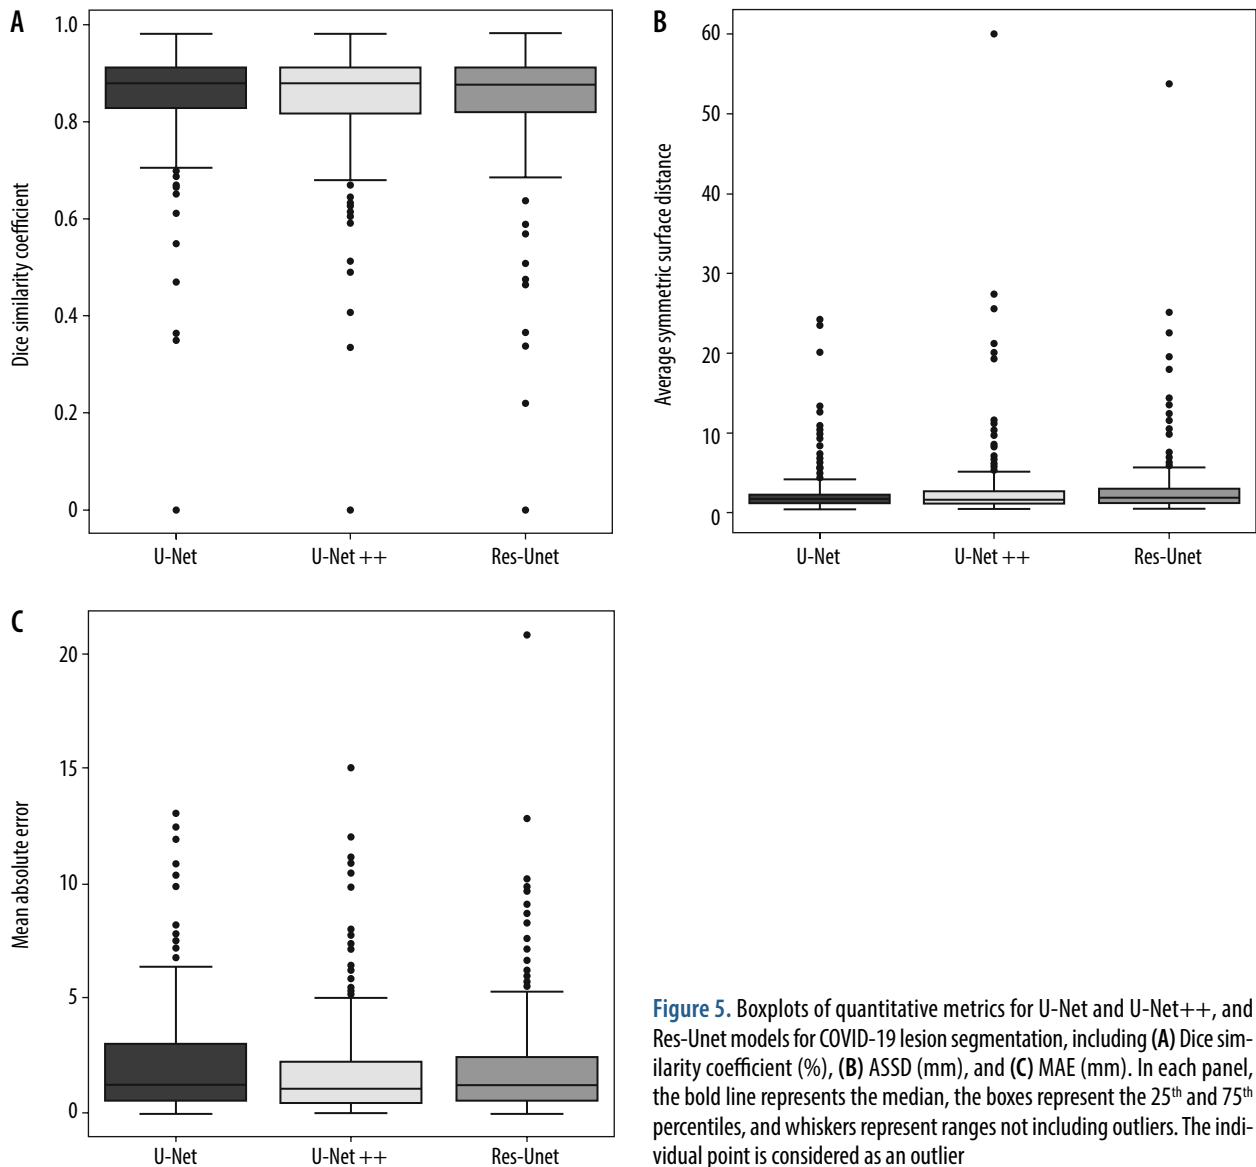 A
Dice similarity coefficient
1.0
0.8
0.6
0.4
0.2
0
U-Net U-Net ++ Res-Unet
B
Average symmetric surface distance
60
50
40
30
20
10
0
U-Net U-Net ++ Res-Unet
C
Mean absolute error
20
15
10
5
0
U-Net U-Net ++ Res-Unet
Figure 5. Boxplots of quantitative metrics for U-Net and U-Net++, and
Res-Unet models for COVID-19 lesion segmentation, including (A) Dice sim-
ilarity coefficient (%), (B) ASSD (mm), and (C) MAE (mm). In each panel,
the bold line represents the median, the boxes represent the 25th and 75th
percentiles, and whiskers represent ranges not including outliers. The indi-
vidual point is considered as an outlier